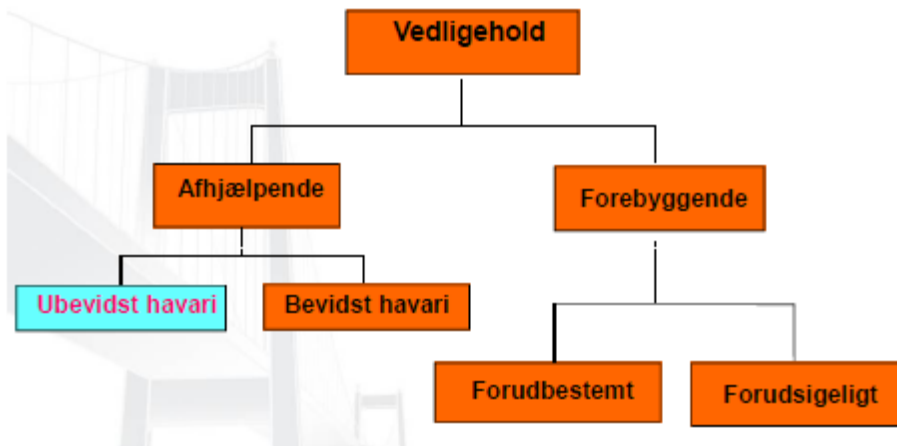 Vedligehold
Afhjælpende
Forebyggende
Ubevidst havari
Bevidst havari
Forudbestemt
Forudsigeligt